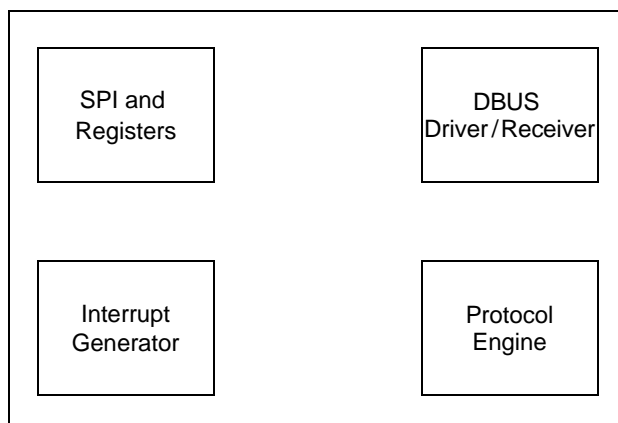 SPI and
Registers
DBUS
Driver/Receiver
Interrupt
Generator
Protocol
Engine